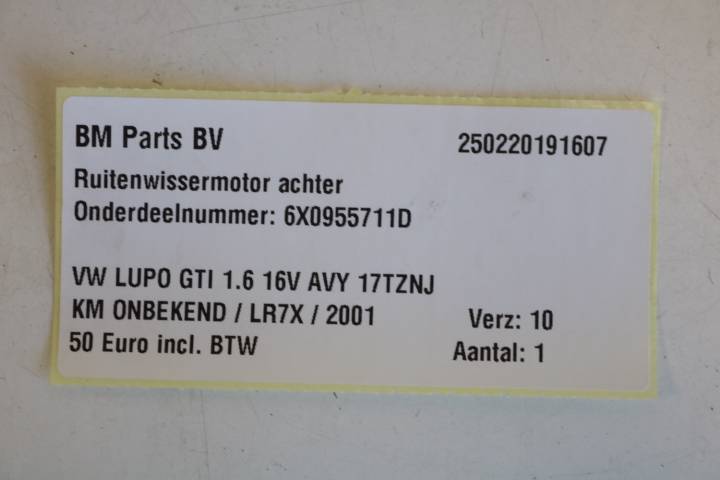 BM Parts BV 250220191607
Ruitenwissermotor achter
Onderdeelnummer: 6X0955711D
VW LUPO GTI 1.6 16V AVY 17TZNJ
KM ONBEKEND / LR7X / 2001 Verz: 10
50 Euro incl. BTW Aantal: 1